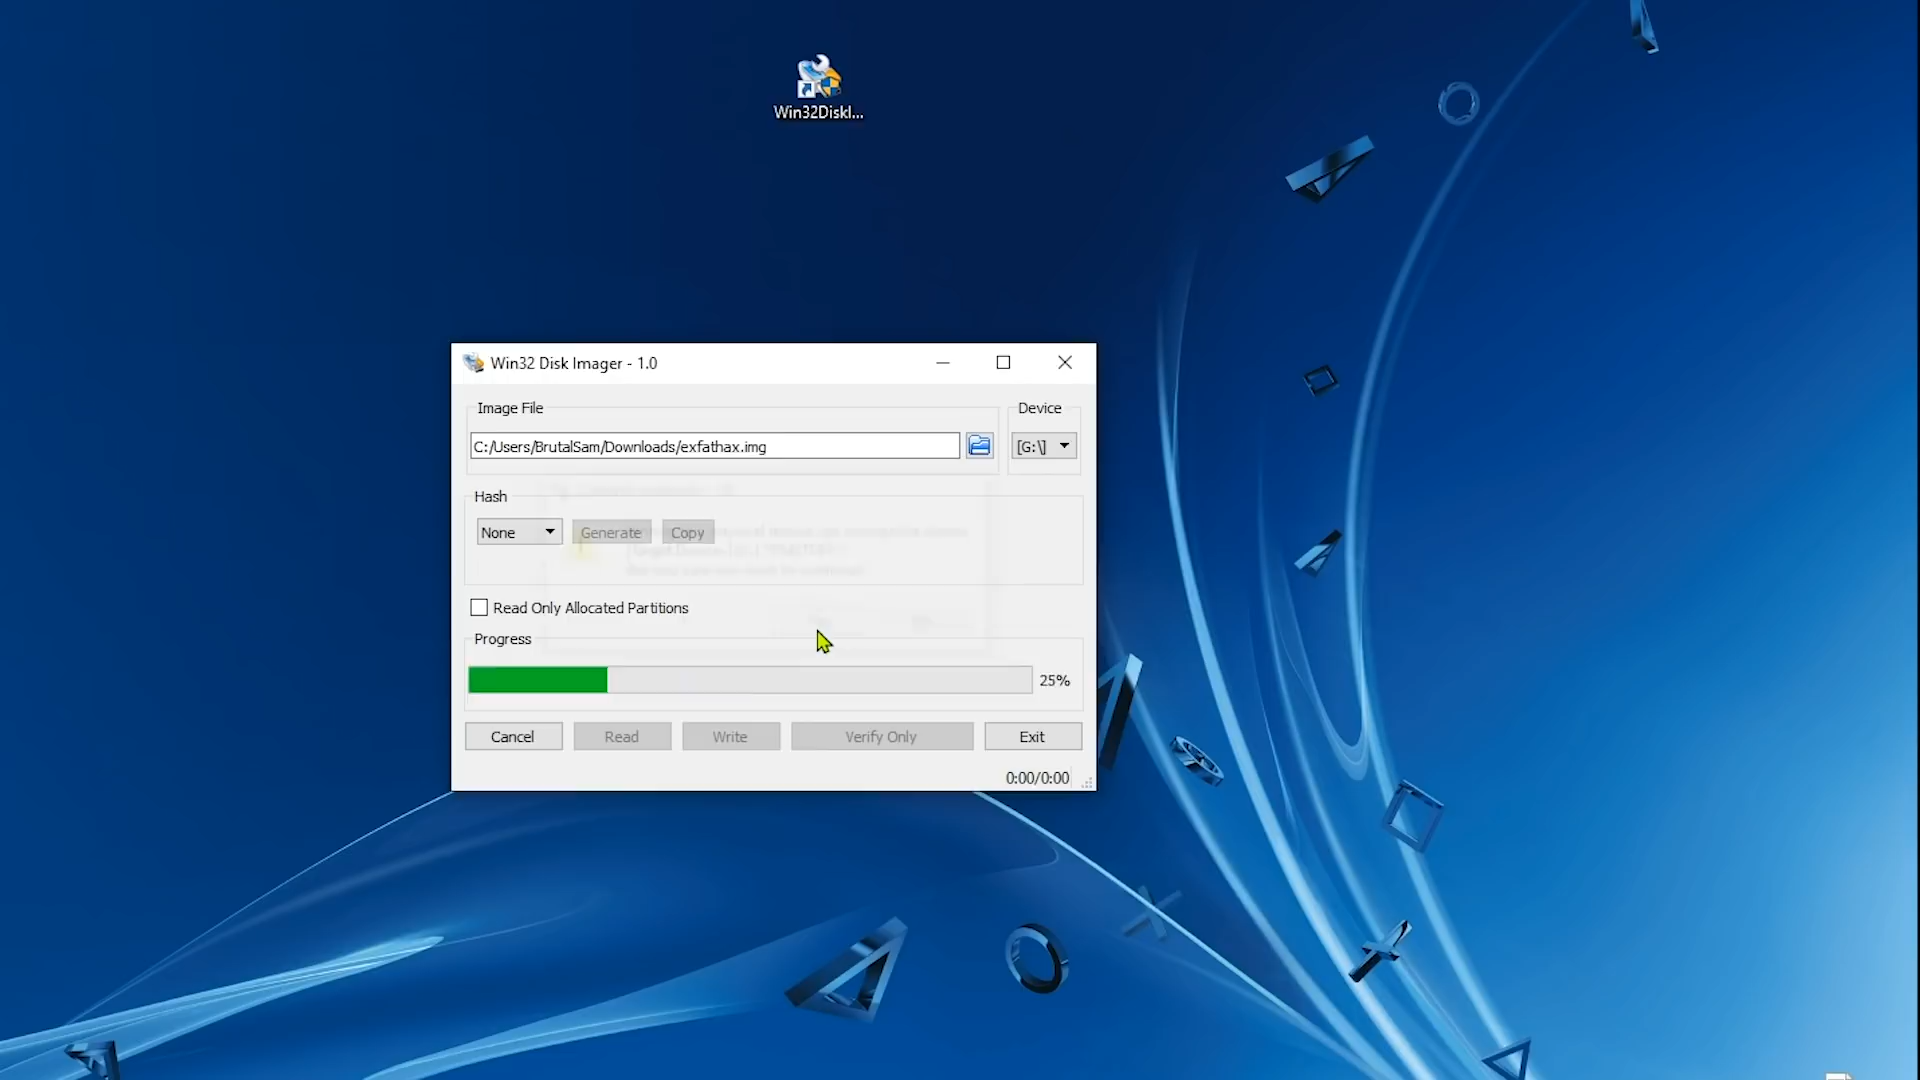 Win32DiskI...
Win32 Disk Imager - 1.0
Image File
Device
C:/Users/BrutalSam/Downloads/exfathax.img
[G:\]
Hash
None
Generate
Copy
Read Only Allocated Partitions
Progress
25%
Cancel
Read
Write
Verify Only
Exit
0:00/0:00